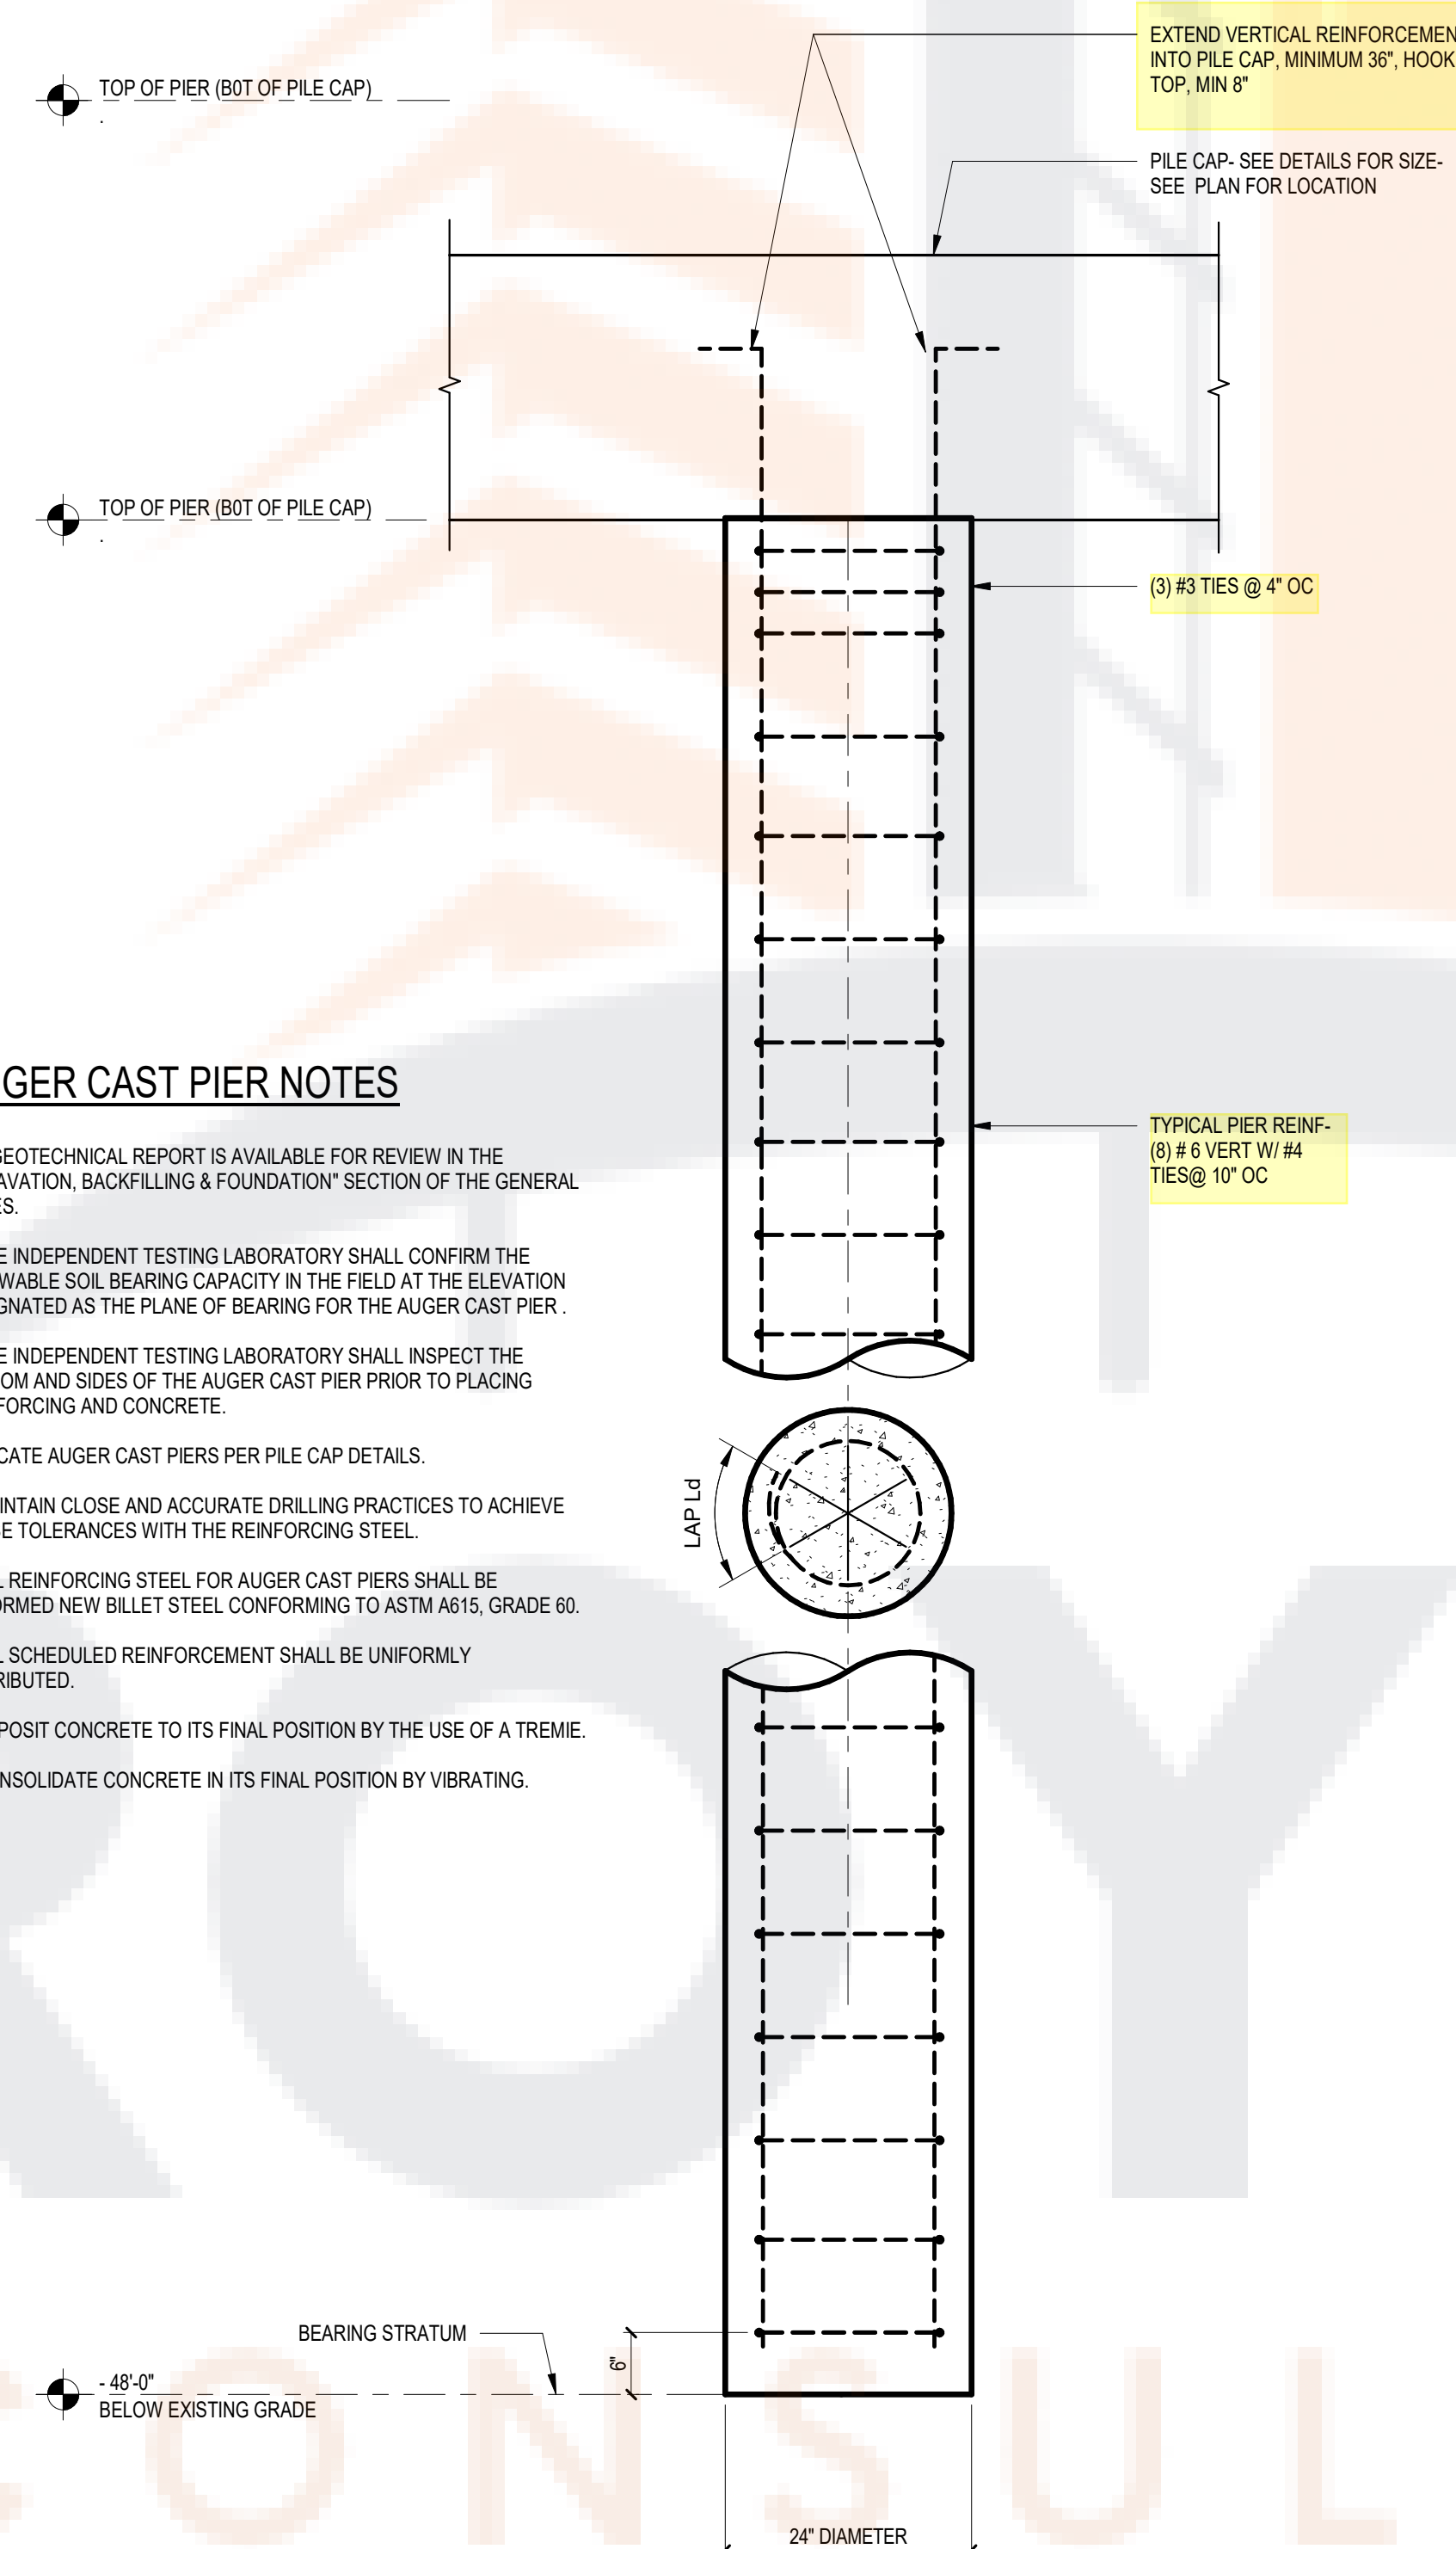 EXTEND VERTICAL REINFORCEMEN
INTO PILE CAP, MINIMUM 36", HOOK
TOP, MIN 8"
TOP OF PIER (B0T OF PILE CAP)
.
PILE CAP- SEE DETAILS FOR SIZE-
SEE PLAN FOR LOCATION
TOP OF PIER (B0T OF PILE CAP)
.
(3) #3 TIES @ 4" OC
GER CAST PIER NOTES
GEOTECHNICAL REPORT IS AVAILABLE FOR REVIEW IN THE
AVATION, BACKFILLING & FOUNDATION" SECTION OF THE GENERAL
ES.
E INDEPENDENT TESTING LABORATORY SHALL CONFIRM THE
WABLE SOIL BEARING CAPACITY IN THE FIELD AT THE ELEVATION
GNATED AS THE PLANE OF BEARING FOR THE AUGER CAST PIER .
E INDEPENDENT TESTING LABORATORY SHALL INSPECT THE
OM AND SIDES OF THE AUGER CAST PIER PRIOR TO PLACING
FORCING AND CONCRETE.
CATE AUGER CAST PIERS PER PILE CAP DETAILS.
INTAIN CLOSE AND ACCURATE DRILLING PRACTICES TO ACHIEVE
E TOLERANCES WITH THE REINFORCING STEEL.
L REINFORCING STEEL FOR AUGER CAST PIERS SHALL BE
ORMED NEW BILLET STEEL CONFORMING TO ASTM A615, GRADE 60.
L SCHEDULED REINFORCEMENT SHALL BE UNIFORMLY
RIBUTED.
POSIT CONCRETE TO ITS FINAL POSITION BY THE USE OF A TREMIE.
NSOLIDATE CONCRETE IN ITS FINAL POSITION BY VIBRATING.
TYPICAL PIER REINF-
(8) # 6 VERT W/ #4
TIES@ 10" OC
LAP Ld
BEARING STRATUM
6"
- 48'-0"
BELOW EXISTING GRADE
24" DIAMETER
ROY
CONSUL